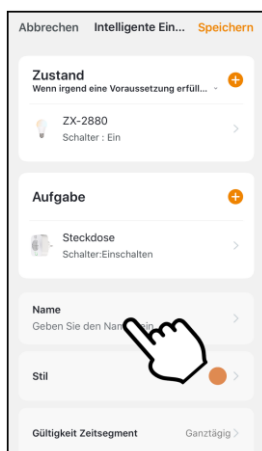 Abbrechen Intelligente Ein... Speichern
Zustand
Wenn irgend eine Voraussetzung erfüll...
ZX-2880
Schalter : Ein
Aufgabe
Steckdose
Schalter:Einschalten
Name
Geben Sie den Nam ein
Stil
Gültigkeit Zeitsegment Ganztägig